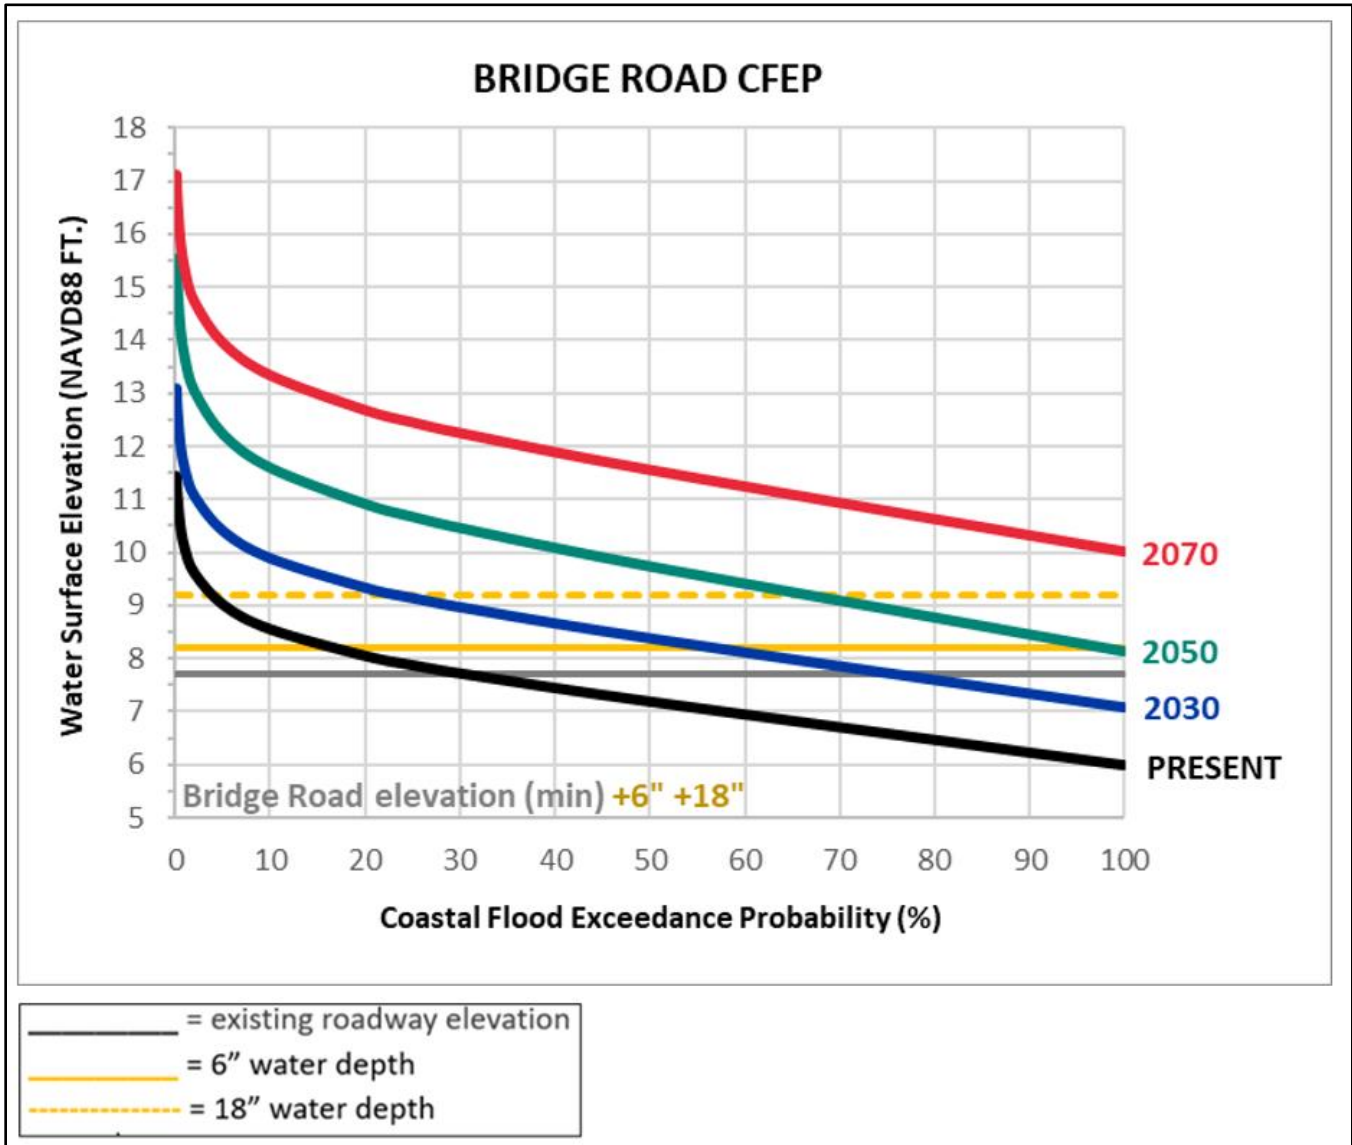 BRIDGE ROAD CFEP
18
17
16
15
14
13
12
11
10
9
8
7
6
5
Water Surface Elevation (NAVD88 FT.)
2070
2050
2030
PRESENT
Bridge Road elevation (min) +6" +18"
0 10 20 30 40 50 60 70 80 90 100
Coastal Flood Exceedance Probability (%)
= existing roadway elevation
= 6” water depth
= 18” water depth